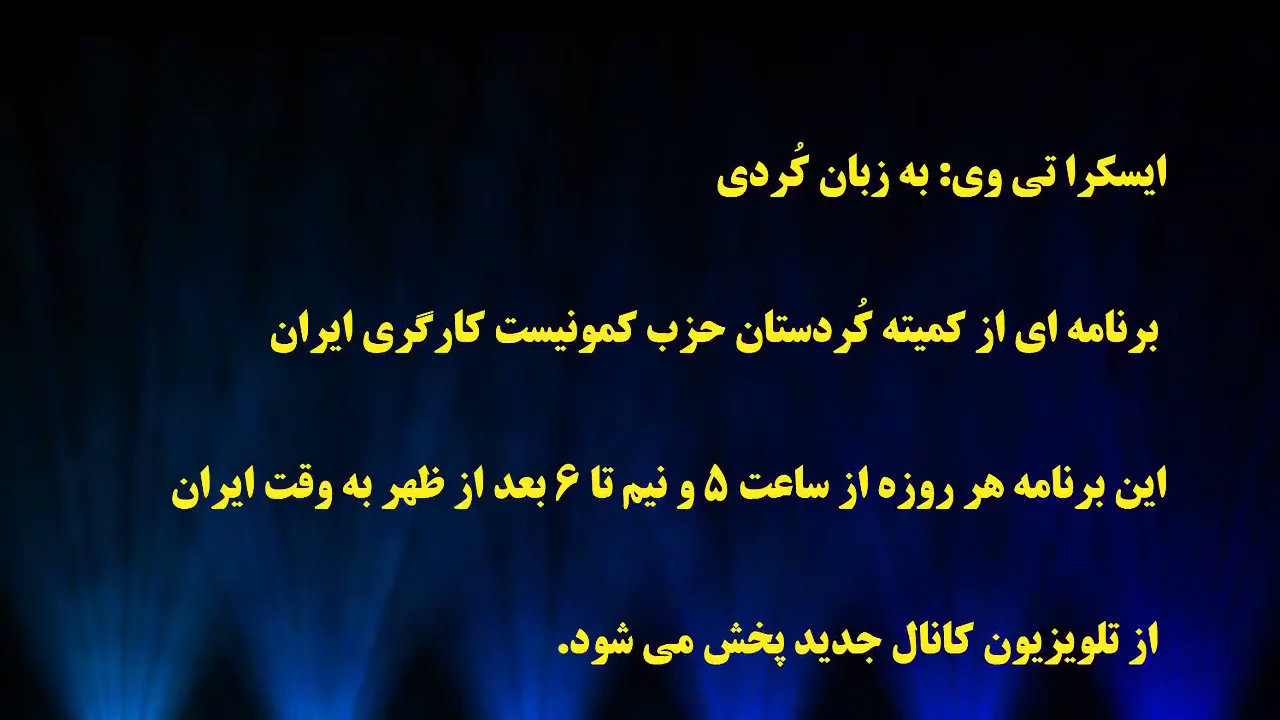 ایسکرا تی وی: به زبان کُردی
برنامه ای از کمیته کُردستان حزب کمونیست کارگری ایران
این برنامه هر روزه از ساعت ۵ و نیم تا ۶ بعد از ظهر به وقت ایران
از تلویزیون کانال جدید پخش می شود.